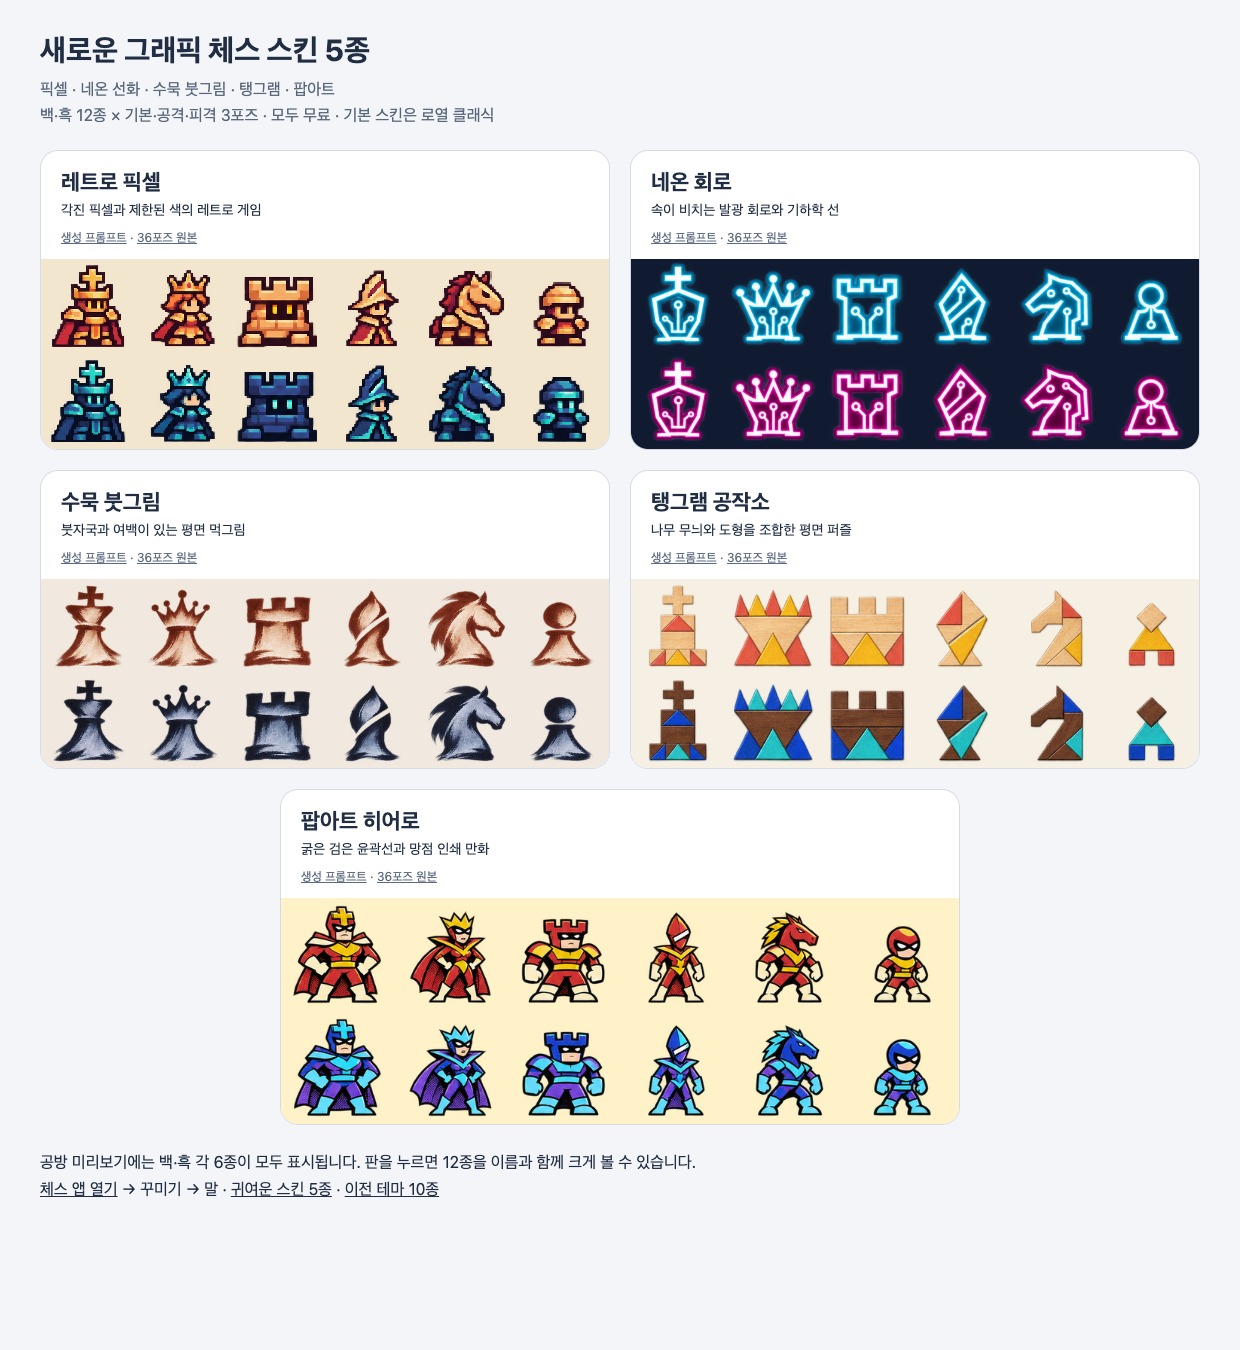 새로운 그래픽 체스 스킨 5종
픽셀 · 네온 선화 · 수묵 붓그림 · 탱그램 · 팝아트
백·흑 12종 × 기본·공격·피격 3포즈 · 모두 무료 · 기본 스킨은 로열 클래식
레트로 픽셀
각진 픽셀과 제한된 색의 레트로 게임
생성 프롬프트 · 36포즈 원본
네온 회로
속이 비치는 발광 회로와 기하학 선
생성 프롬프트 · 36포즈 원본
수묵 붓그림
붓자국과 여백이 있는 평면 먹그림
생성 프롬프트 · 36포즈 원본
탱그램 공작소
나무 무늬와 도형을 조합한 평면 퍼즐
생성 프롬프트 · 36포즈 원본
팝아트 히어로
굵은 검은 윤곽선과 망점 인쇄 만화
생성 프롬프트 · 36포즈 원본
공방 미리보기에는 백·흑 각 6종이 모두 표시됩니다. 판을 누르면 12종을 이름과 함께 크게 볼 수 있습니다.
체스 앱 열기 → 꾸미기 → 말 · 귀여운 스킨 5종 · 이전 테마 10종